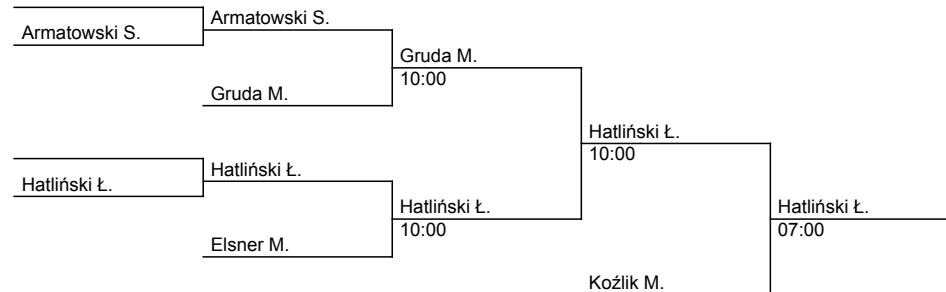 Armatowski S.
Armatowski S.
Gruda M.
10:00
Gruda M.
Hatliński Ł.
10:00
Hatliński Ł.
Hatliński Ł.
Hatliński Ł.
10:00
Hatliński Ł.
07:00
Elsner M.
Koźlik M.